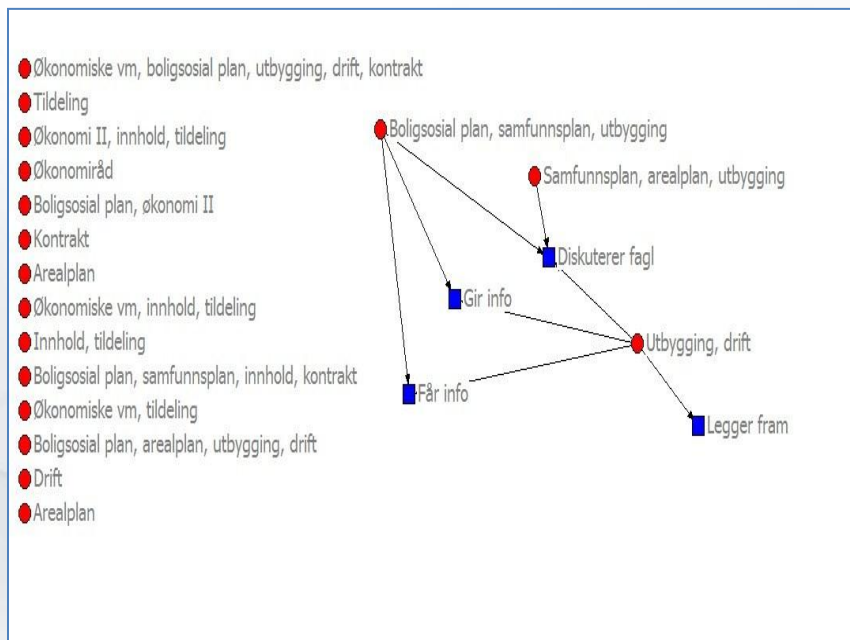 Økonomiske vm, boligsosial plan, utbygging, drift, kontrakt
Tildeling
Økonomi II, innhold, tildeling
Økonomiråd
Boligsosial plan, økonomi II
Kontrakt
Arealplan
Økonomiske vm, innhold, tildeling
Innhold, tildeling
Boligsosial plan, samfunnsplan, innhold, kontrakt
Økonomiske vm, tildeling
Boligsosial plan, arealplan, utbygging, drift
Drift
Arealplan
Boligsosial plan, samfunnsplan, utbygging
Samfunnsplan, arealplan, utbygging
Diskuterer fagl
Gir info
Utbygging, drift
Får info
Legger fram